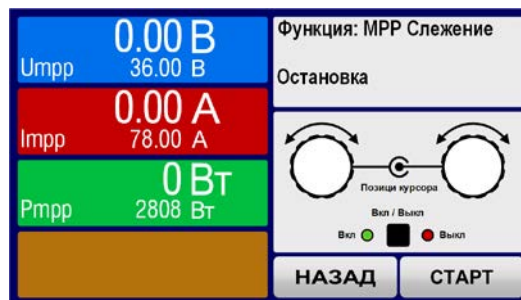 0.00 В
Umpp 36.00 В
0.00 А
Impp 78.00 А
0 Вт
Pmpp 2808 Вт
Функция: MPP Слежение
Остановка
Позици курсора
Вкл / Выкл
Вкл Выкл
НАЗАД СТАРТ